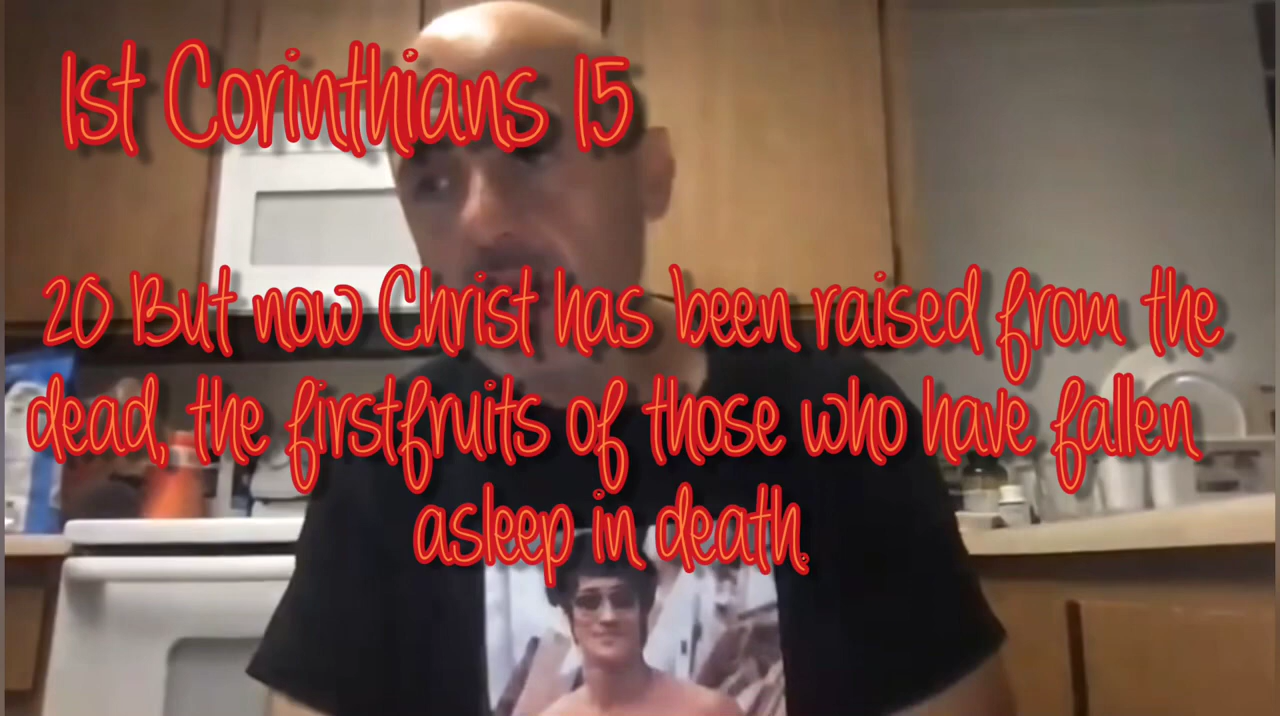 1st Corinthians 15
20 But now Christ has been raised from the
dead, the firstfruits of those who have fallen
asleep in death.